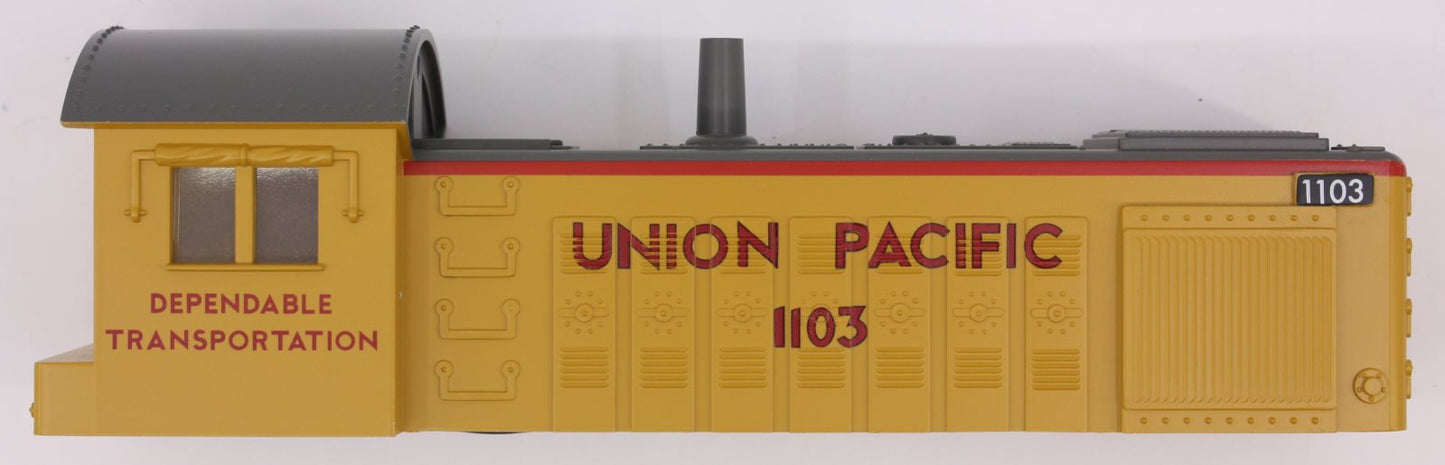 1103
UNION PACIFIC
1103
DEPENDABLE
TRANSPORTATION